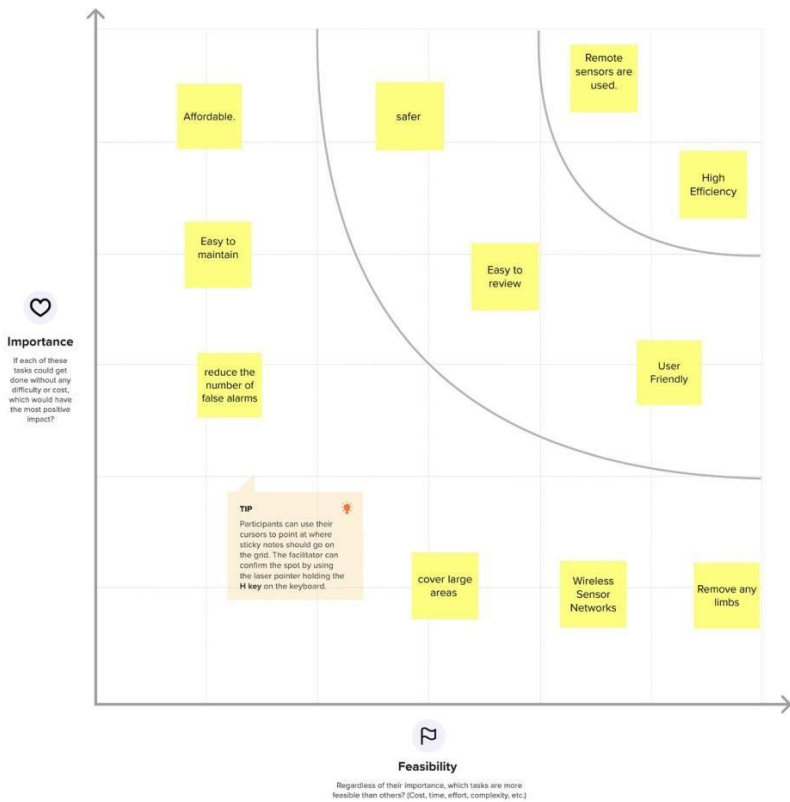 Remote
sensors are
used.
Affordable.
safer
High
Efficiency
Easy to
maintain
Easy to
review
Importance
If each of these
tasks could get
done without any
difficulty or cost,
which would have
the most positive
impact?
reduce the
number of
false alarms
User
Friendly
TIP
Participants can use their
cursors to point at where
sticky notes should go on
the grid. The facilitator can
confirm the spot by using
the laser pointer holding the
H key on the keyboard.
cover large
areas
Wireless
Sensor
Networks
Remove any
limbs
Feasibility
Regardless of their importance, which tasks are more
feasible than others? (Cost, time, effort, complexity, etc.)